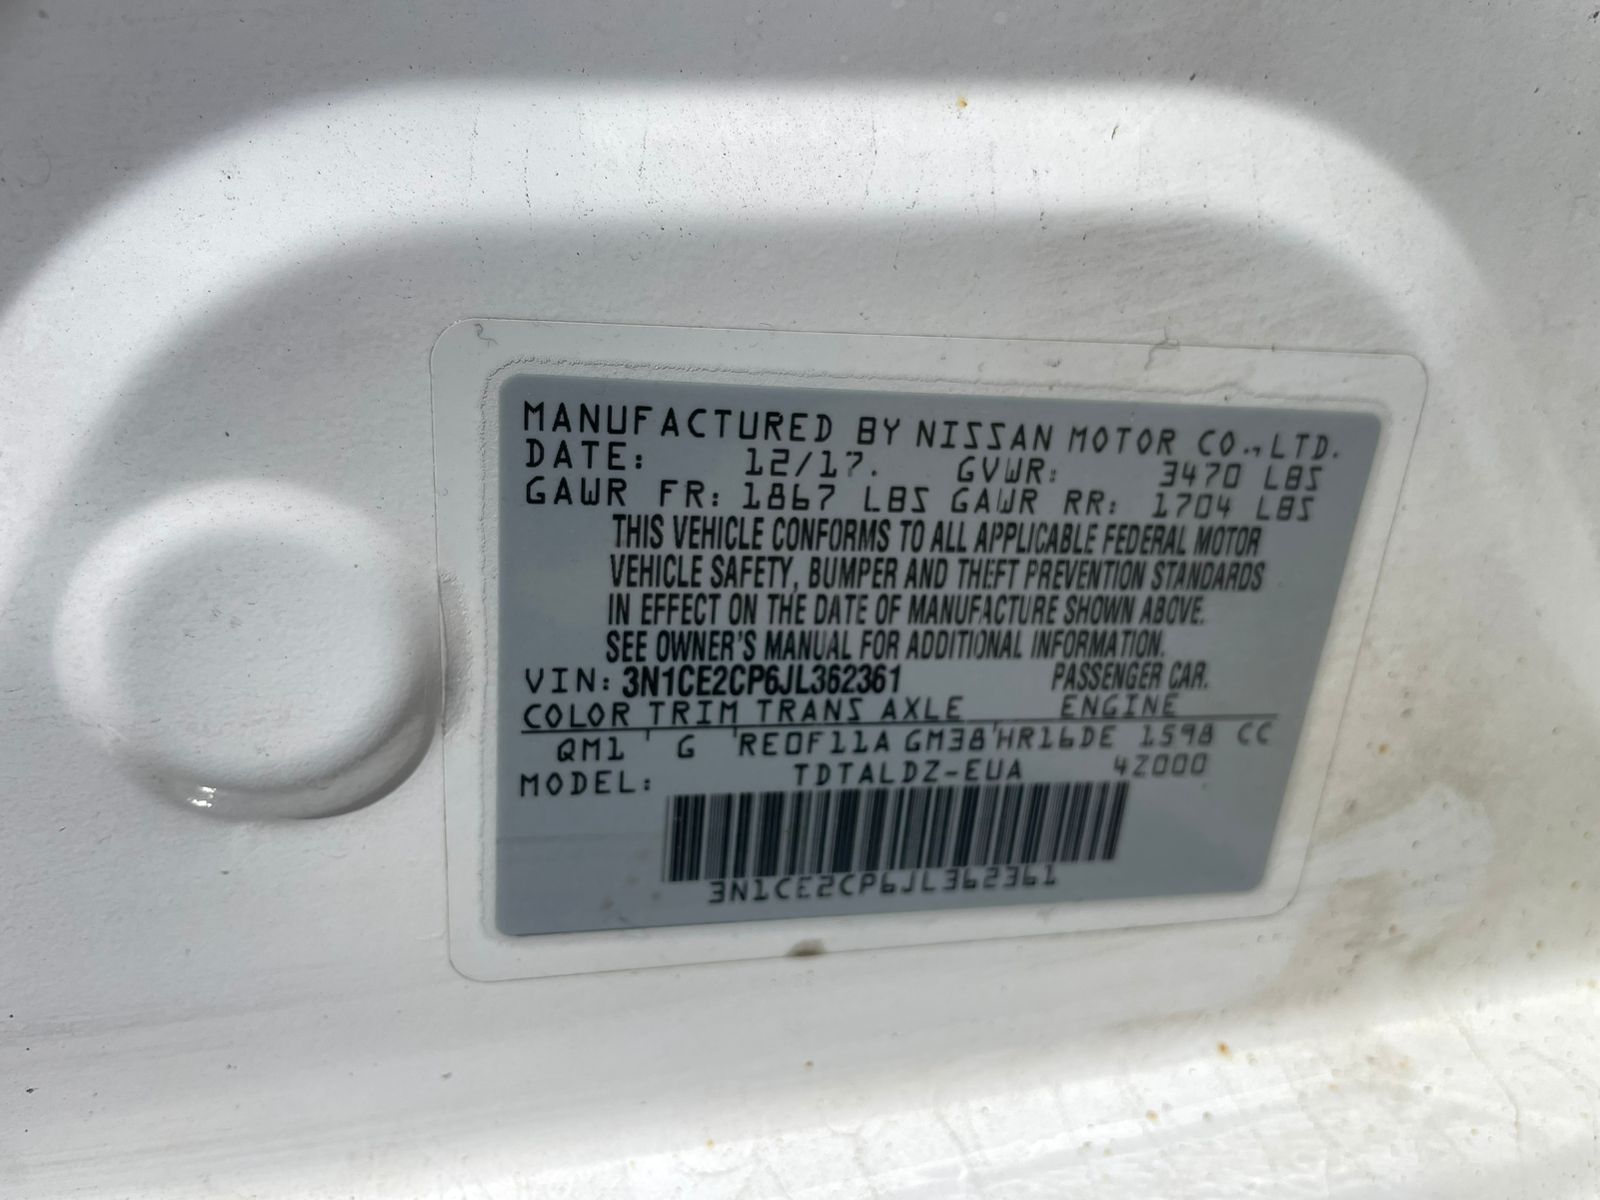 MANUFACTURED BY NISSAN MOTOR CO.,LTD.
DATE: 12/17. GVWR: 3470 LBS
GAWR FR: 1867 LBS GAWR RR: 1704 LBS
THIS VEHICLE CONFORMS TO ALL APPLICABLE FEDERAL MOTOR
VEHICLE SAFETY, BUMPER AND THEFT PREVENTION STANDARDS
IN EFFECT ON THE DATE OF MANUFACTURE SHOWN ABOVE.
SEE OWNER'S MANUAL FOR ADDITIONAL INFORMATION.
VIN: 3N1CE2CP6JL362361 PASSENGER CAR.
COLOR TRIM TRANS AXLE ENGINE
QM1 G RE0F11A GM38 HR16DE 1598 CC
MODEL: TDTALDZ-EUA 4Z000
3N1CE2CP6JL362361